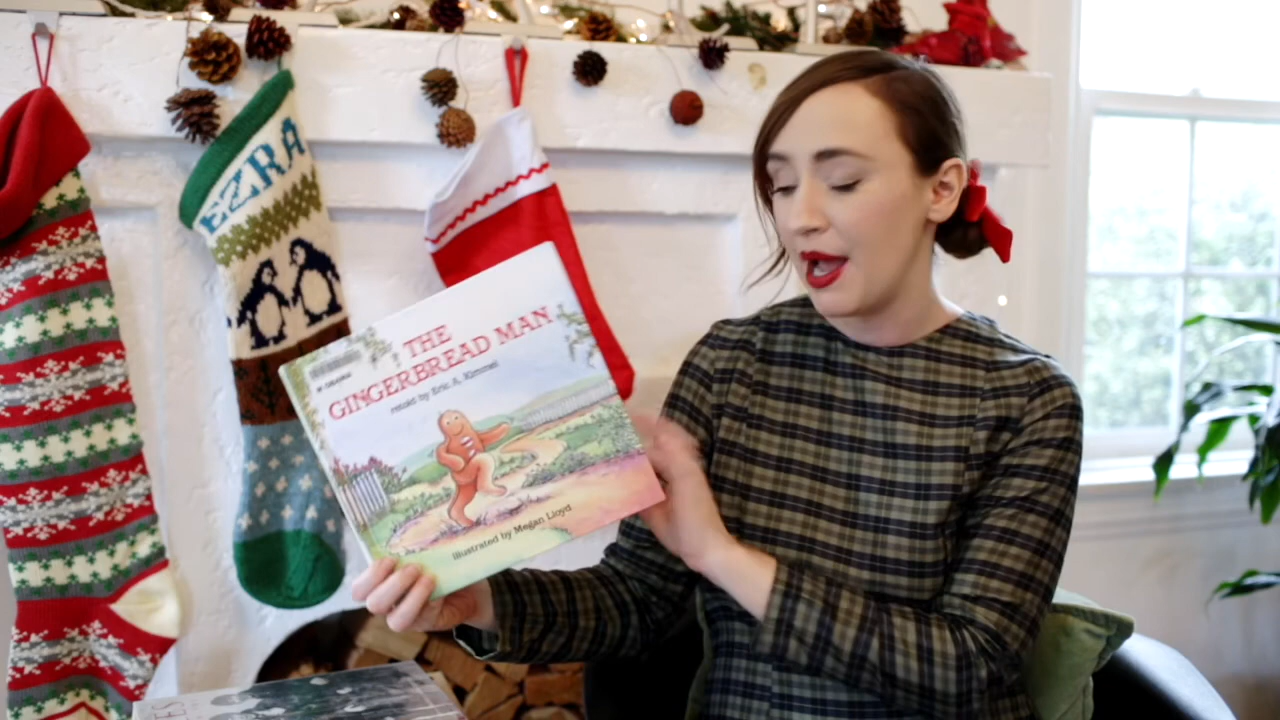 EZRA
THE
GINGERBREAD MAN
retold by Eric A. Kimmel
illustrated by Megan Lloyd